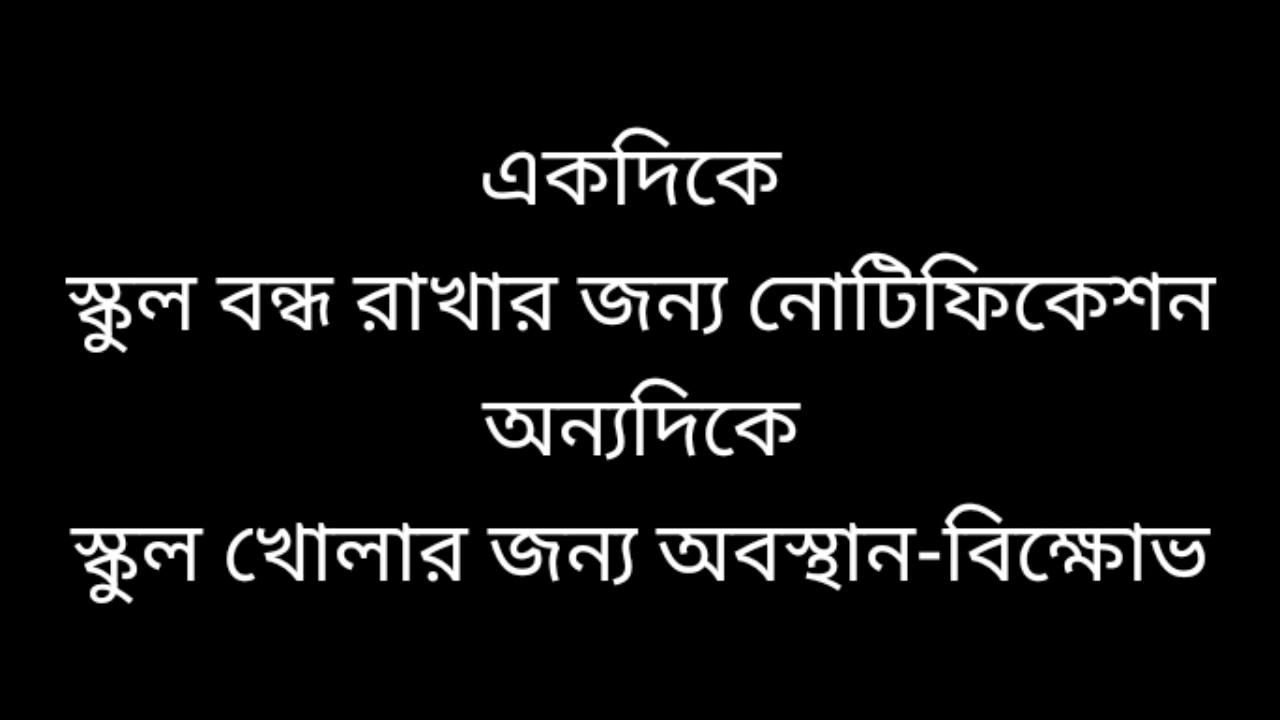 একদিকে
স্কুল বন্ধ রাখার জন্য নোটিফিকেশন
অন্যদিকে
স্কুল খোলার জন্য অবস্থান-বিক্ষোভ